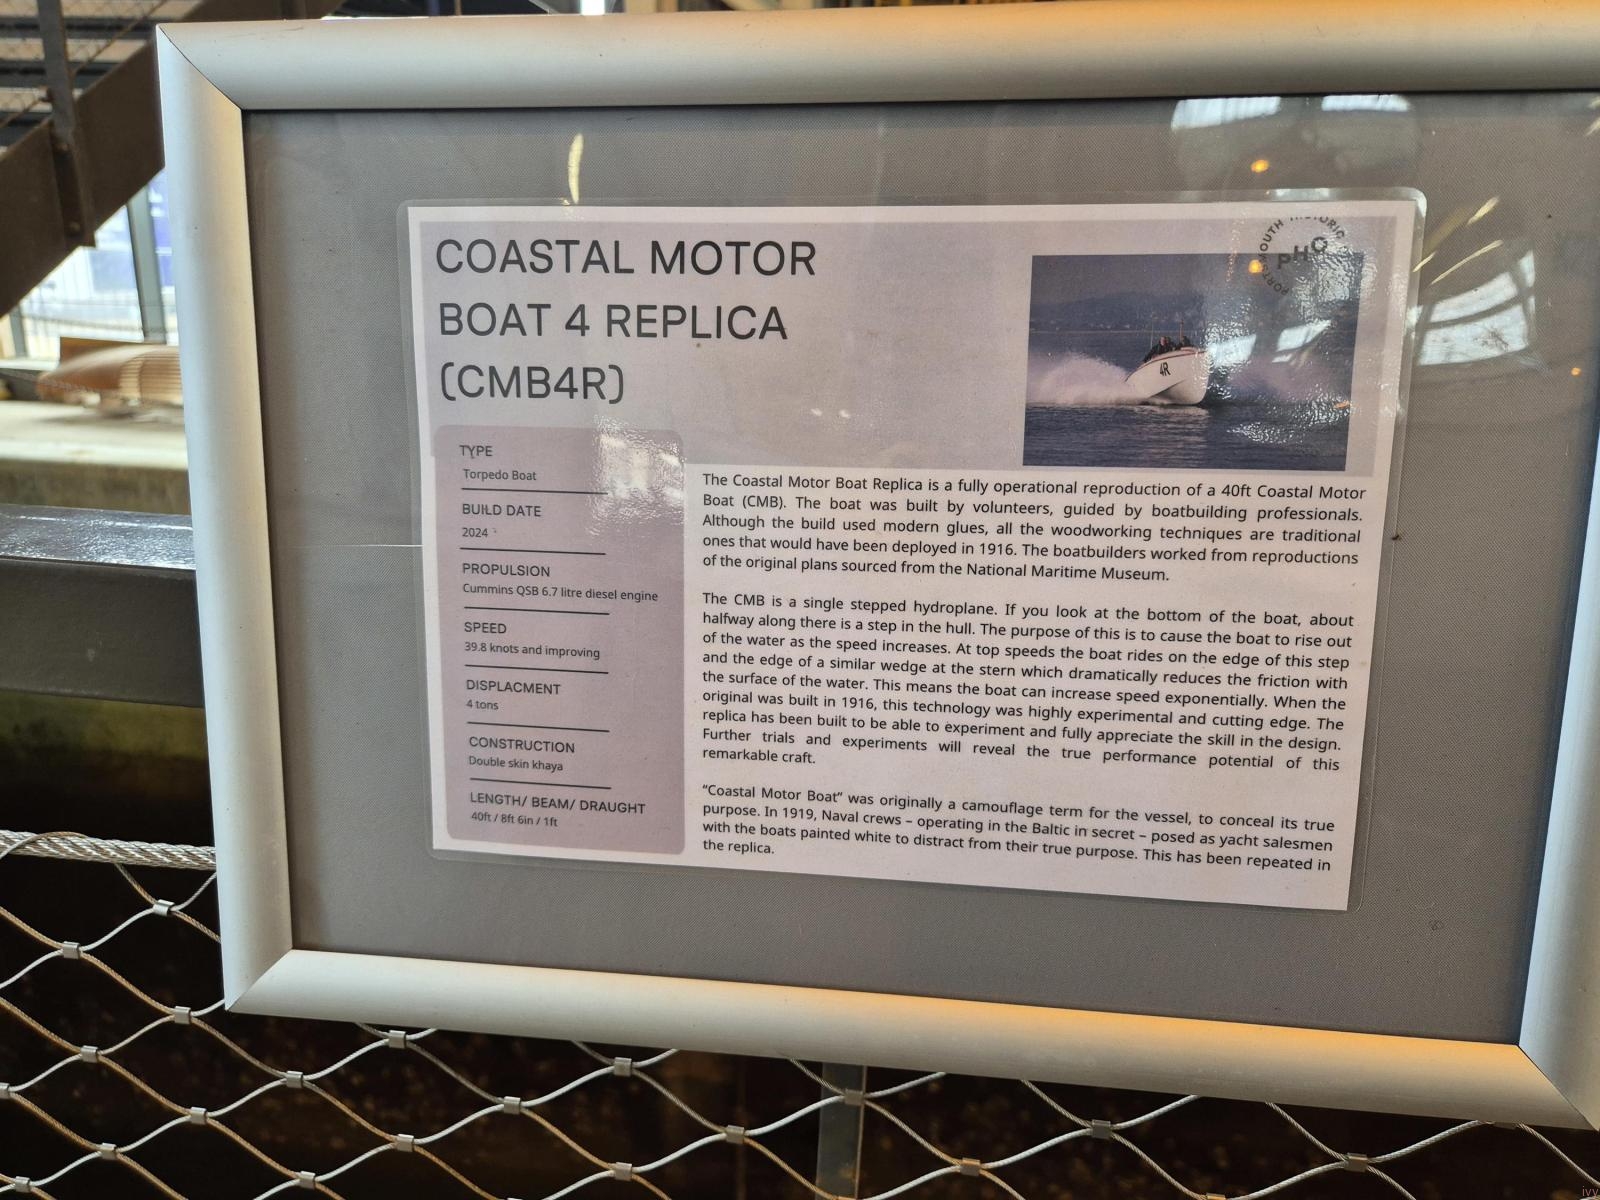 COASTAL MOTOR
BOAT 4 REPLICA
(CMB4R)
PORTSMOUTH HISTORIC
PHQ
4R
TYPE
Torpedo Boat
BUILD DATE
2024
PROPULSION
Cummins QSB 6.7 litre diesel engine
SPEED
39.8 knots and improving
DISPLACMENT
4 tons
CONSTRUCTION
Double skin khaya
LENGTH/ BEAM/ DRAUGHT
40ft / 8ft 6in / 1ft
The Coastal Motor Boat Replica is a fully operational reproduction of a 40ft Coastal Motor
Boat (CMB). The boat was built by volunteers, guided by boatbuilding professionals.
Although the build used modern glues, all the woodworking techniques are traditional
ones that would have been deployed in 1916. The boatbuilders worked from reproductions
of the original plans sourced from the National Maritime Museum.
The CMB is a single stepped hydroplane. If you look at the bottom of the boat, about
halfway along there is a step in the hull. The purpose of this is to cause the boat to rise out
of the water as the speed increases. At top speeds the boat rides on the edge of this step
and the edge of a similar wedge at the stern which dramatically reduces the friction with
the surface of the water. This means the boat can increase speed exponentially. When the
original was built in 1916, this technology was highly experimental and cutting edge. The
replica has been built to be able to experiment and fully appreciate the skill in the design.
Further trials and experiments will reveal the true performance potential of this
remarkable craft.
“Coastal Motor Boat” was originally a camouflage term for the vessel, to conceal its true
purpose. In 1919, Naval crews – operating in the Baltic in secret – posed as yacht salesmen
with the boats painted white to distract from their true purpose. This has been repeated in
the replica.
ivy